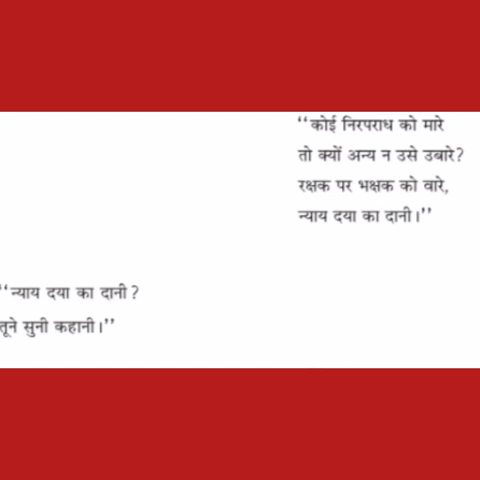 ‘‘कोई निरपराध को मारे
तो क्यों अन्य न उसे उबारे?
रक्षक पर भक्षक को वारे,
न्याय दया का दानी।’’
‘‘न्याय दया का दानी?
तूने सुनी कहानी।’’